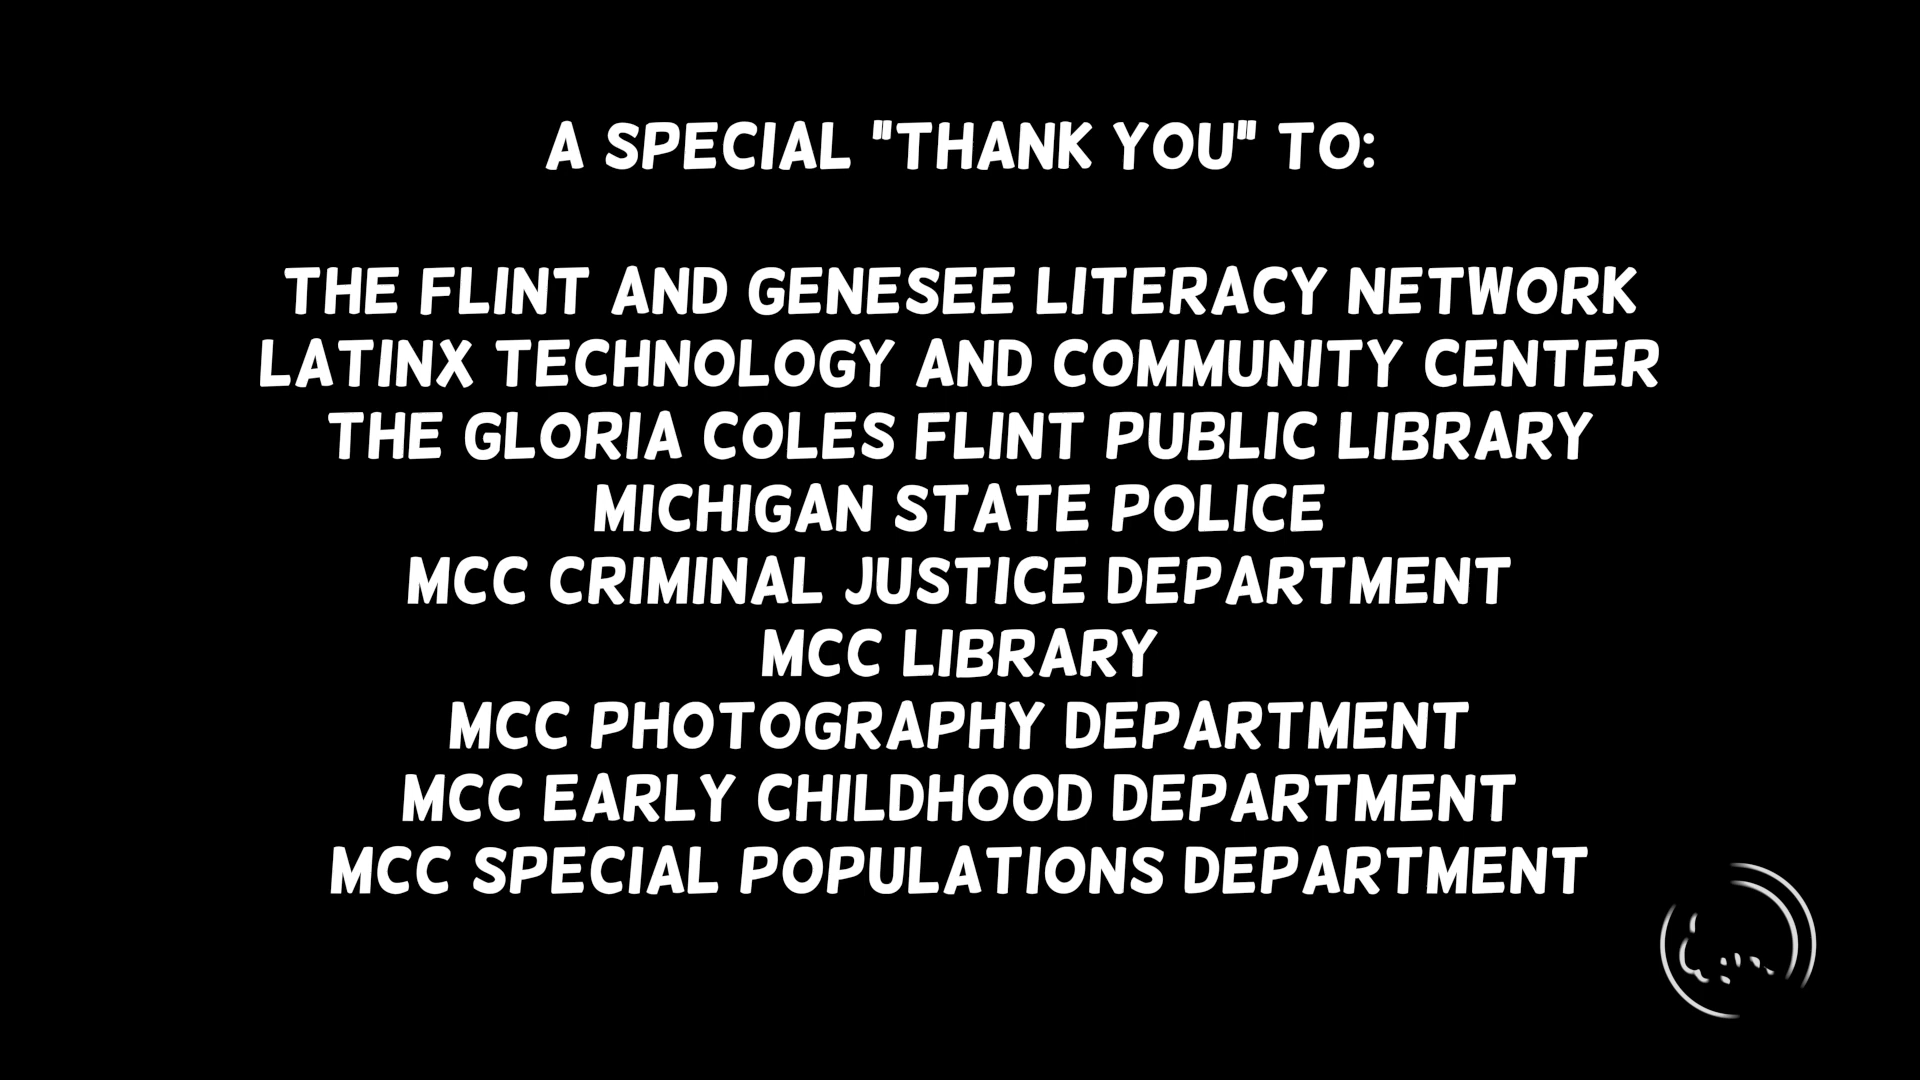 A SPECIAL "THANK YOU" TO:
THE FLINT AND GENESEE LITERACY NETWORK
LATINX TECHNOLOGY AND COMMUNITY CENTER
THE GLORIA COLES FLINT PUBLIC LIBRARY
MICHIGAN STATE POLICE
MCC CRIMINAL JUSTICE DEPARTMENT
MCC LIBRARY
MCC PHOTOGRAPHY DEPARTMENT
MCC EARLY CHILDHOOD DEPARTMENT
MCC SPECIAL POPULATIONS DEPARTMENT